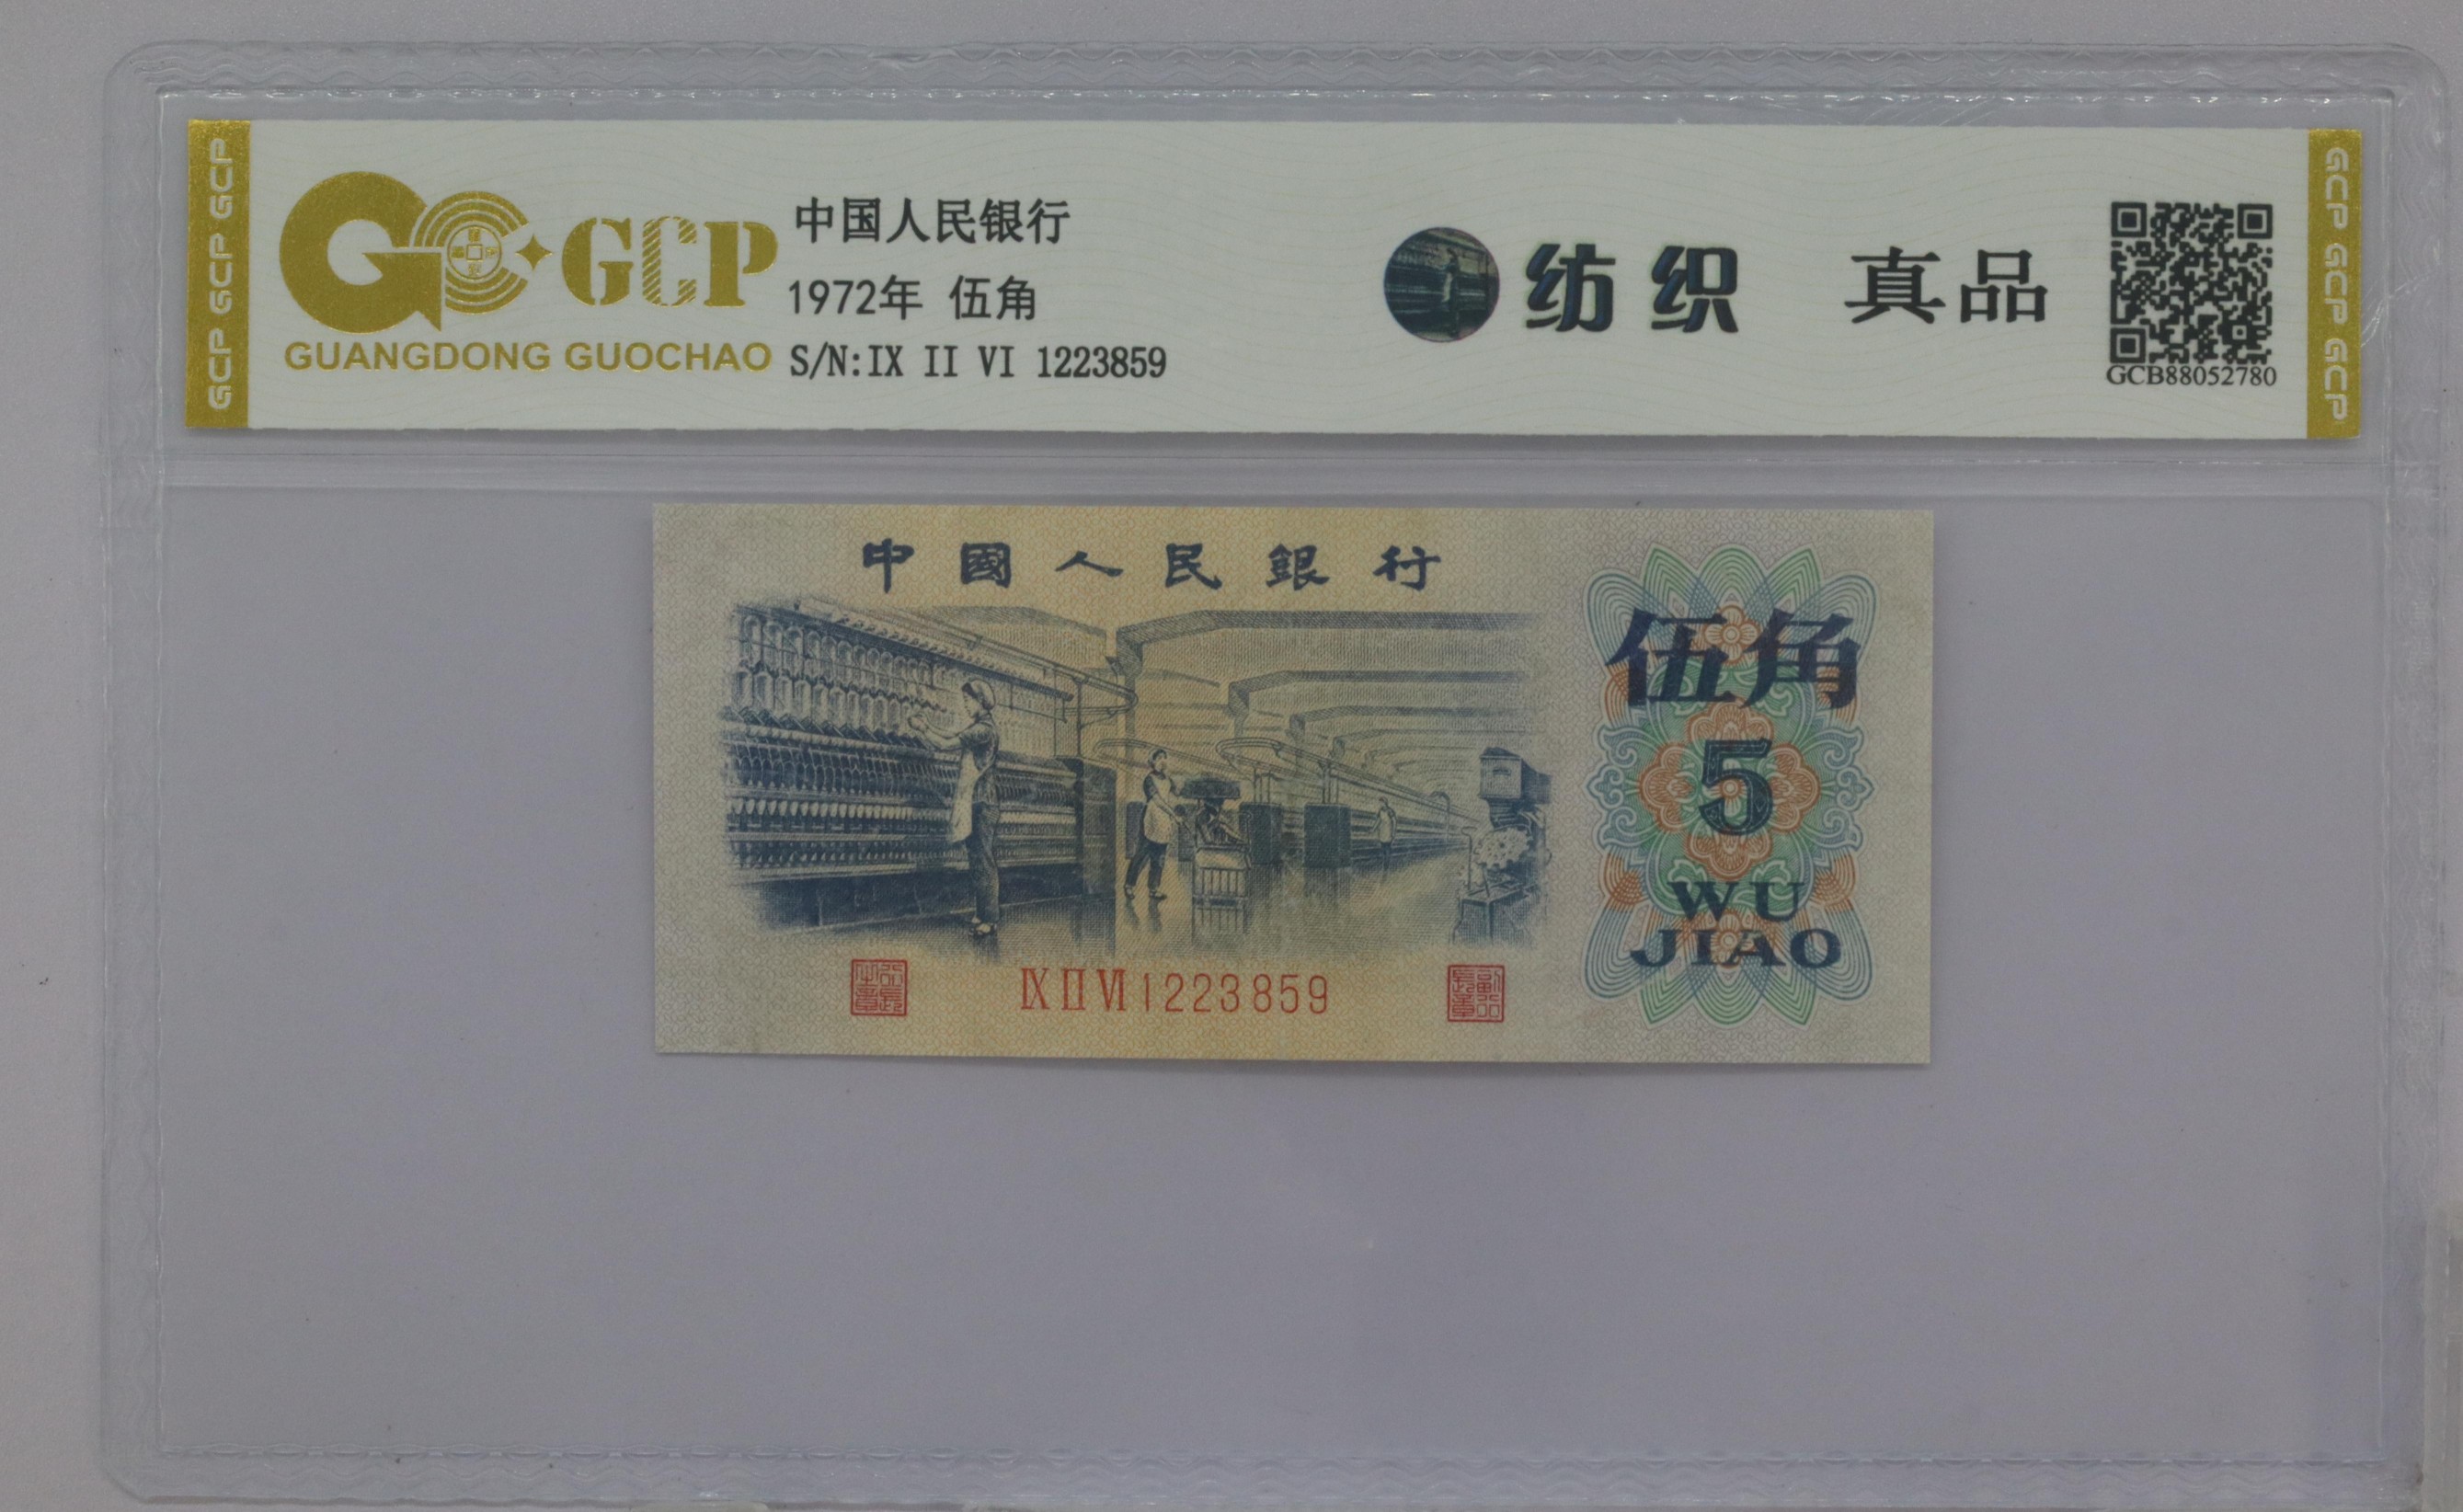 GCP GCP GCP
GCP
GUANGDONG GUOCHAO
中国人民银行
1972年 伍角
S/N:IX II VI 1223859
纺织 真品
GCB88052780
GCP GCP GCP
中國人民銀行
伍角
5
WU
JIAO
IX II VI 1223859